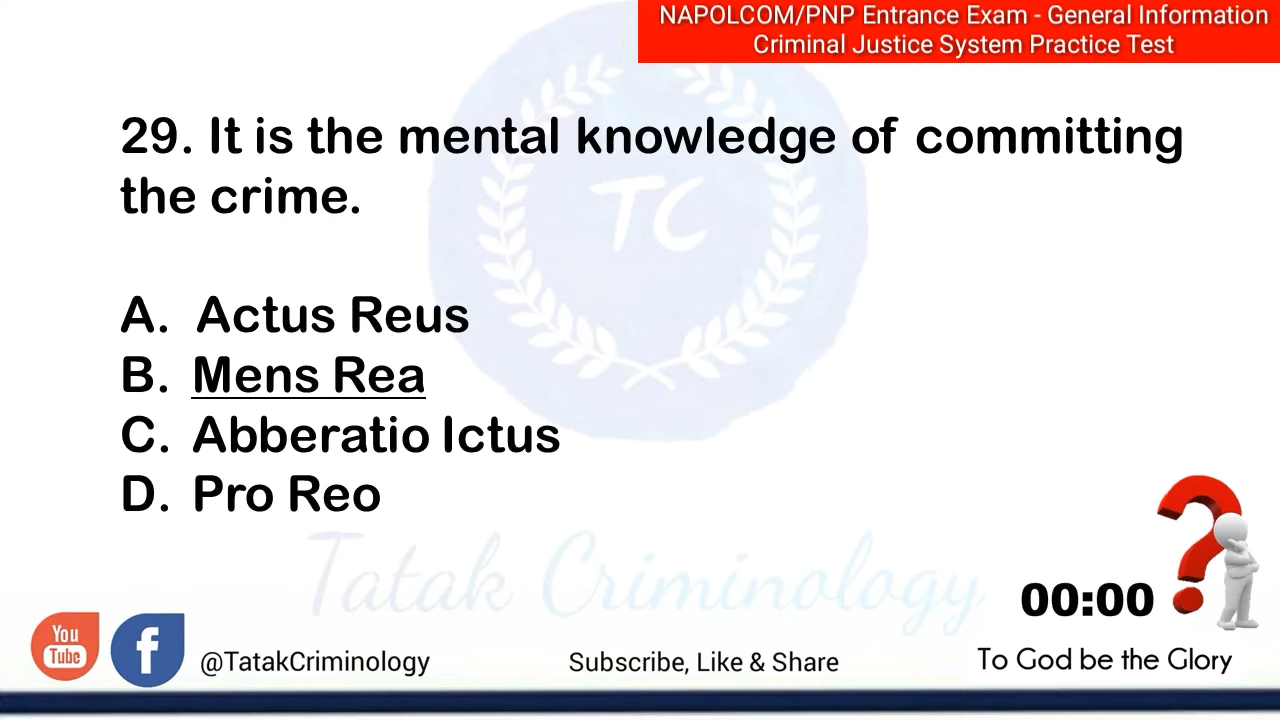 NAPOLCOM/PNP Entrance Exam - General Information
Criminal Justice System Practice Test
TC
29. It is the mental knowledge of committing
the crime.
A. Actus Reus
B. Mens Rea
C. Abberatio Ictus
D. Pro Reo
Tatak Criminology
00:00
You
Tube
f
@TatakCriminology
Subscribe, Like & Share
To God be the Glory